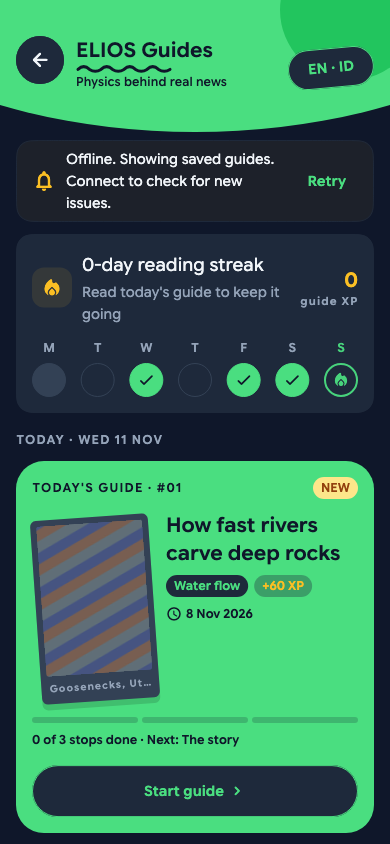 ELIOS Guides
Physics behind real news
EN · ID
Offline. Showing saved guides.
Connect to check for new
issues.
Retry
0-day reading streak
Read today's guide to keep it
going
0
guide XP
M T W T F S S
TODAY · WED 11 NOV
TODAY'S GUIDE · #01
NEW
How fast rivers
carve deep rocks
Water flow
+60 XP
8 Nov 2026
Goosenecks, Ut…
0 of 3 stops done · Next: The story
Start guide